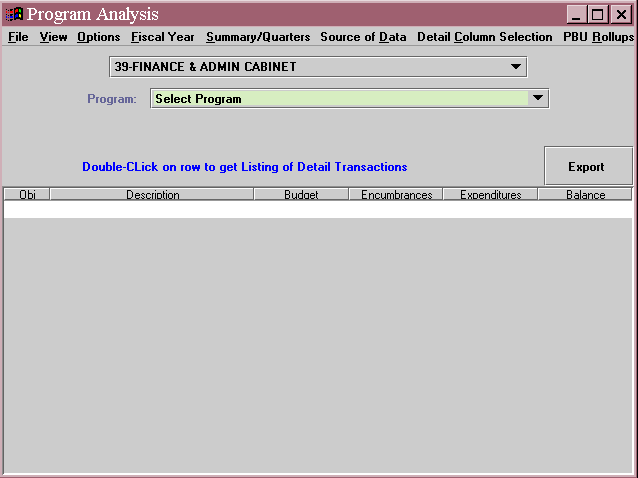 Program Analysis
File View Options Fiscal Year Summary/Quarters Source of Data Detail Column Selection PBU Rollups
39-FINANCE & ADMIN CABINET
Program: Select Program
Double-CLick on row to get Listing of Detail Transactions
Export
Obj Description Budget Encumbrances Expenditures Balance